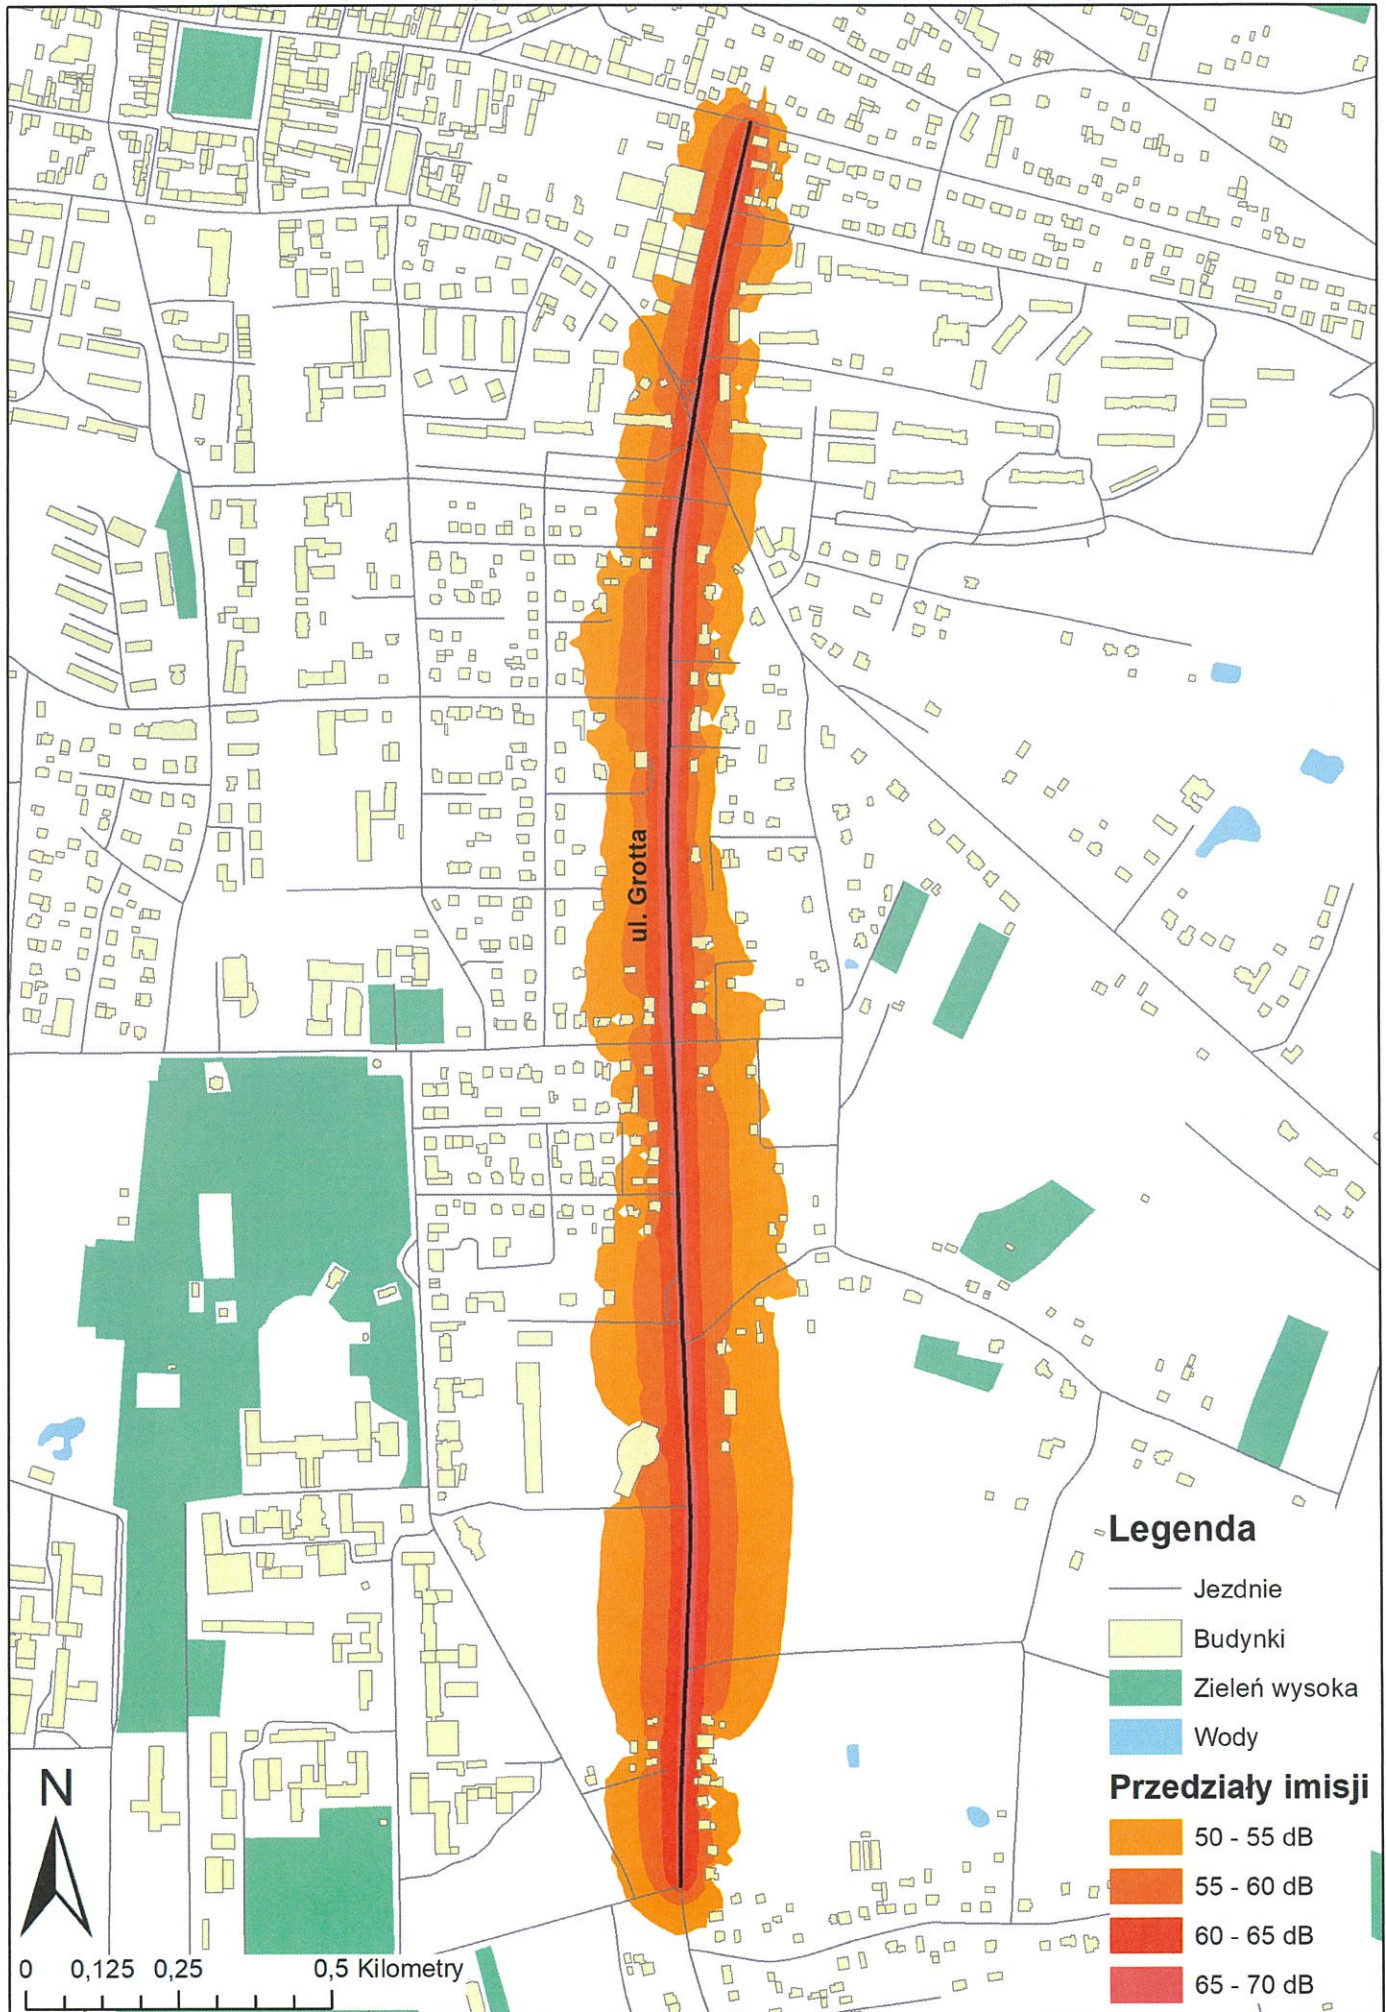 ul. Grotta
Legenda
Jezdnie
Budynki
Zieleń wysoka
Wody
Przedziały imisji
50 - 55 dB
55 - 60 dB
60 - 65 dB
65 - 70 dB
N
0 0,125 0,25 0,5 Kilometry